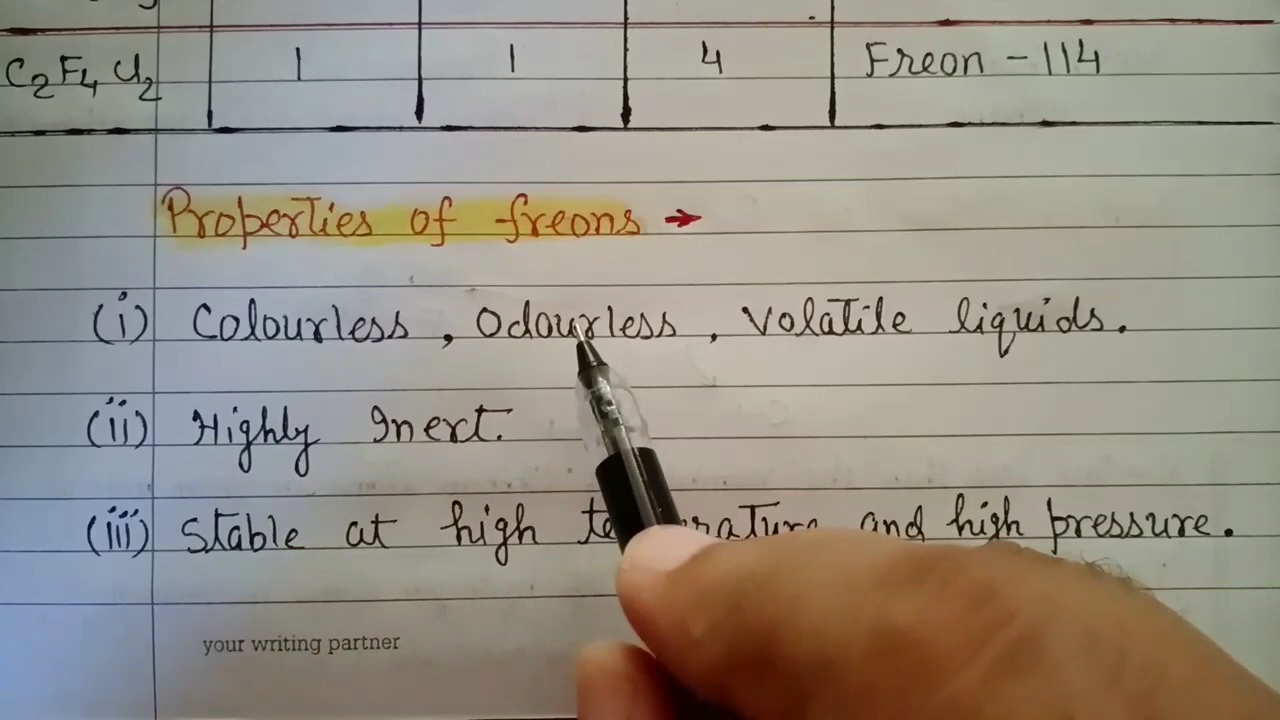 C2F4Cl2 1 1 4 Freon - 114
Properties of freons →
(i) Colourless , Odourless , Volatile liquids.
(ii) Highly Inert.
(iii) Stable at high and high pressure.
your writing partner